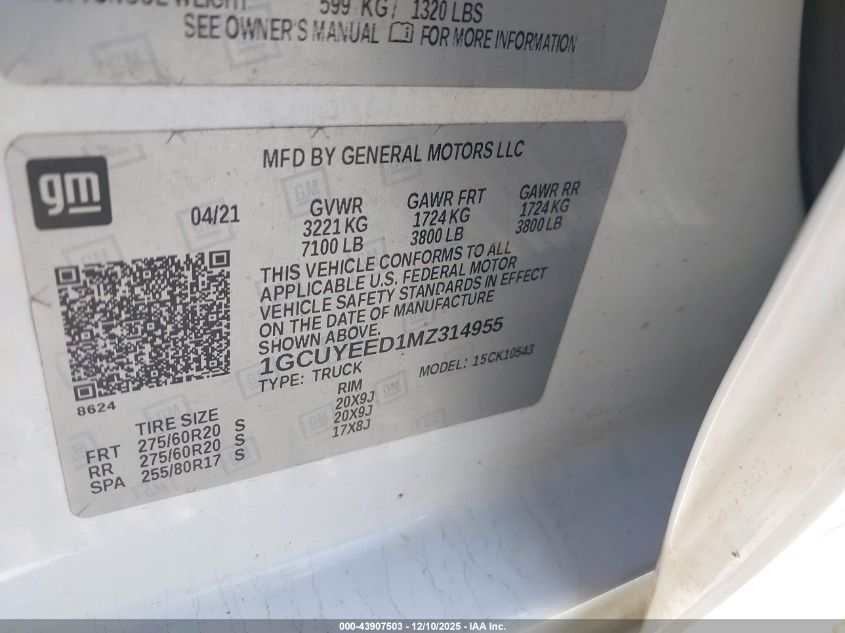 599 KG / 1320 LBS
SEE OWNER'S MANUAL FOR MORE INFORMATION
gm
MFD BY GENERAL MOTORS LLC
04/21 GVWR GAWR FRT GAWR RR
3221 KG 1724 KG 1724 KG
7100 LB 3800 LB 3800 LB
THIS VEHICLE CONFORMS TO ALL
APPLICABLE U.S. FEDERAL MOTOR
VEHICLE SAFETY STANDARDS IN EFFECT
ON THE DATE OF MANUFACTURE
SHOWN ABOVE.
1GCUYEED1MZ314955
TYPE: TRUCK MODEL: 15CK10543
8624
TIRE SIZE RIM
FRT 275/60R20 S 20X9J
RR 275/60R20 S 20X9J
SPA 255/80R17 S 17X8J
000-43907503 - 12/10/2025 - IAA Inc.